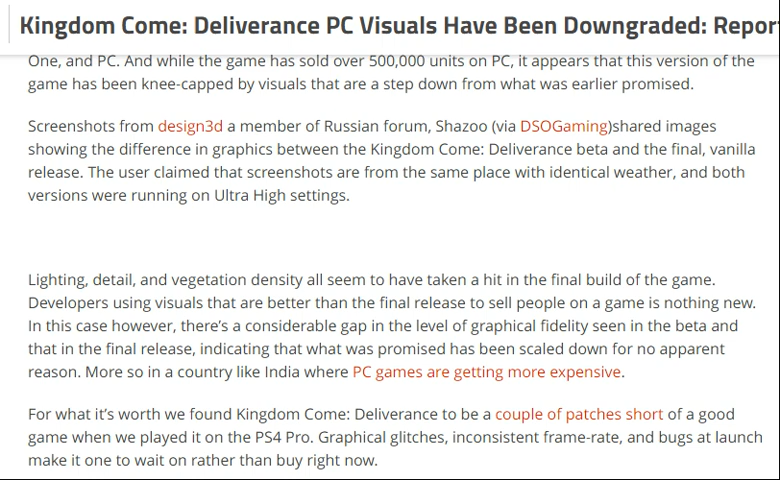 Kingdom Come: Deliverance PC Visuals Have Been Downgraded: Repor
One, and PC. And while the game has sold over 500,000 units on PC, it appears that this version of the
game has been knee-capped by visuals that are a step down from what was earlier promised.
Screenshots from design3d a member of Russian forum, Shazoo (via DSOGaming)shared images
showing the difference in graphics between the Kingdom Come: Deliverance beta and the final, vanilla
release. The user claimed that screenshots are from the same place with identical weather, and both
versions were running on Ultra High settings.
Lighting, detail, and vegetation density all seem to have taken a hit in the final build of the game.
Developers using visuals that are better than the final release to sell people on a game is nothing new.
In this case however, there's a considerable gap in the level of graphical fidelity seen in the beta and
that in the final release, indicating that what was promised has been scaled down for no apparent
reason. More so in a country like India where PC games are getting more expensive.
For what it's worth we found Kingdom Come: Deliverance to be a couple of patches short of a good
game when we played it on the PS4 Pro. Graphical glitches, inconsistent frame-rate, and bugs at launch
make it one to wait on rather than buy right now.